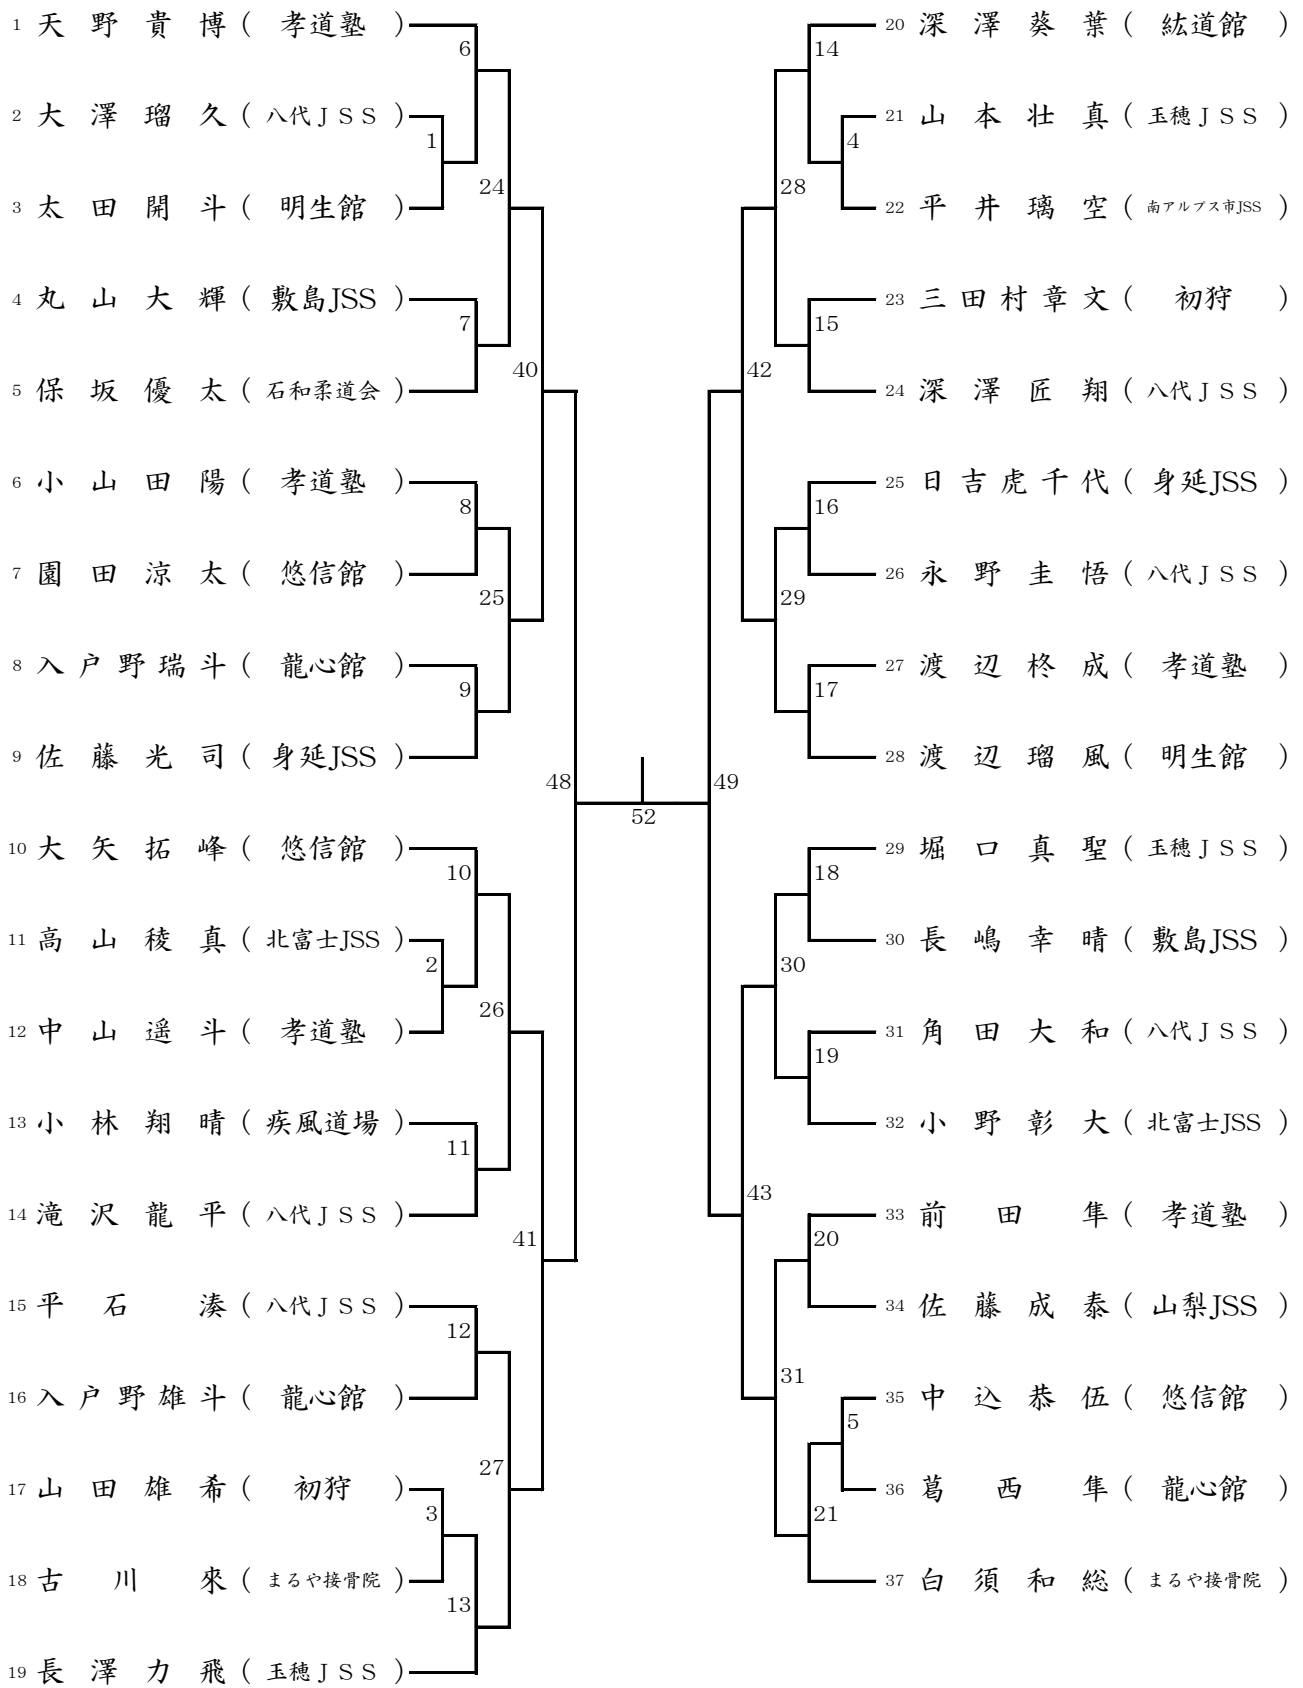 1 天野貴博 ( 孝道塾 )
2 大澤瑠久 ( 八代ＪＳＳ )
3 太田開斗 ( 明生館 )
4 丸山大輝 ( 敷島JSS )
5 保坂優太 ( 石和柔道会 )
6 小山田陽 ( 孝道塾 )
7 園田涼太 ( 悠信館 )
8 入戸野瑞斗 ( 龍心館 )
9 佐藤光司 ( 身延JSS )
10 大矢拓峰 ( 悠信館 )
11 高山稜真 ( 北富士JSS )
12 中山遥斗 ( 孝道塾 )
13 小林翔晴 ( 疾風道場 )
14 滝沢龍平 ( 八代ＪＳＳ )
15 平石湊 ( 八代ＪＳＳ )
16 入戸野雄斗 ( 龍心館 )
17 山田雄希 ( 初狩 )
18 古川來 ( まるや接骨院 )
19 長澤力飛 ( 玉穂ＪＳＳ )
6
1
24
7
40
8
25
9
48
10
2
26
11
41
12
27
3
13
52
14
4
28
15
42
16
29
17
49
18
30
19
43
20
31
5
21
20 深澤葵葉 ( 紘道館 )
21 山本壮真 ( 玉穂ＪＳＳ )
22 平井璃空 ( 南アルプス市JSS )
23 三田村章文 ( 初狩 )
24 深澤匠翔 ( 八代ＪＳＳ )
25 日吉虎千代 ( 身延JSS )
26 永野圭悟 ( 八代ＪＳＳ )
27 渡辺柊成 ( 孝道塾 )
28 渡辺瑠風 ( 明生館 )
29 堀口真聖 ( 玉穂ＪＳＳ )
30 長嶋幸晴 ( 敷島JSS )
31 角田大和 ( 八代ＪＳＳ )
32 小野彰大 ( 北富士JSS )
33 前田隼 ( 孝道塾 )
34 佐藤成泰 ( 山梨JSS )
35 中込恭伍 ( 悠信館 )
36 葛西隼 ( 龍心館 )
37 白須和総 ( まるや接骨院 )